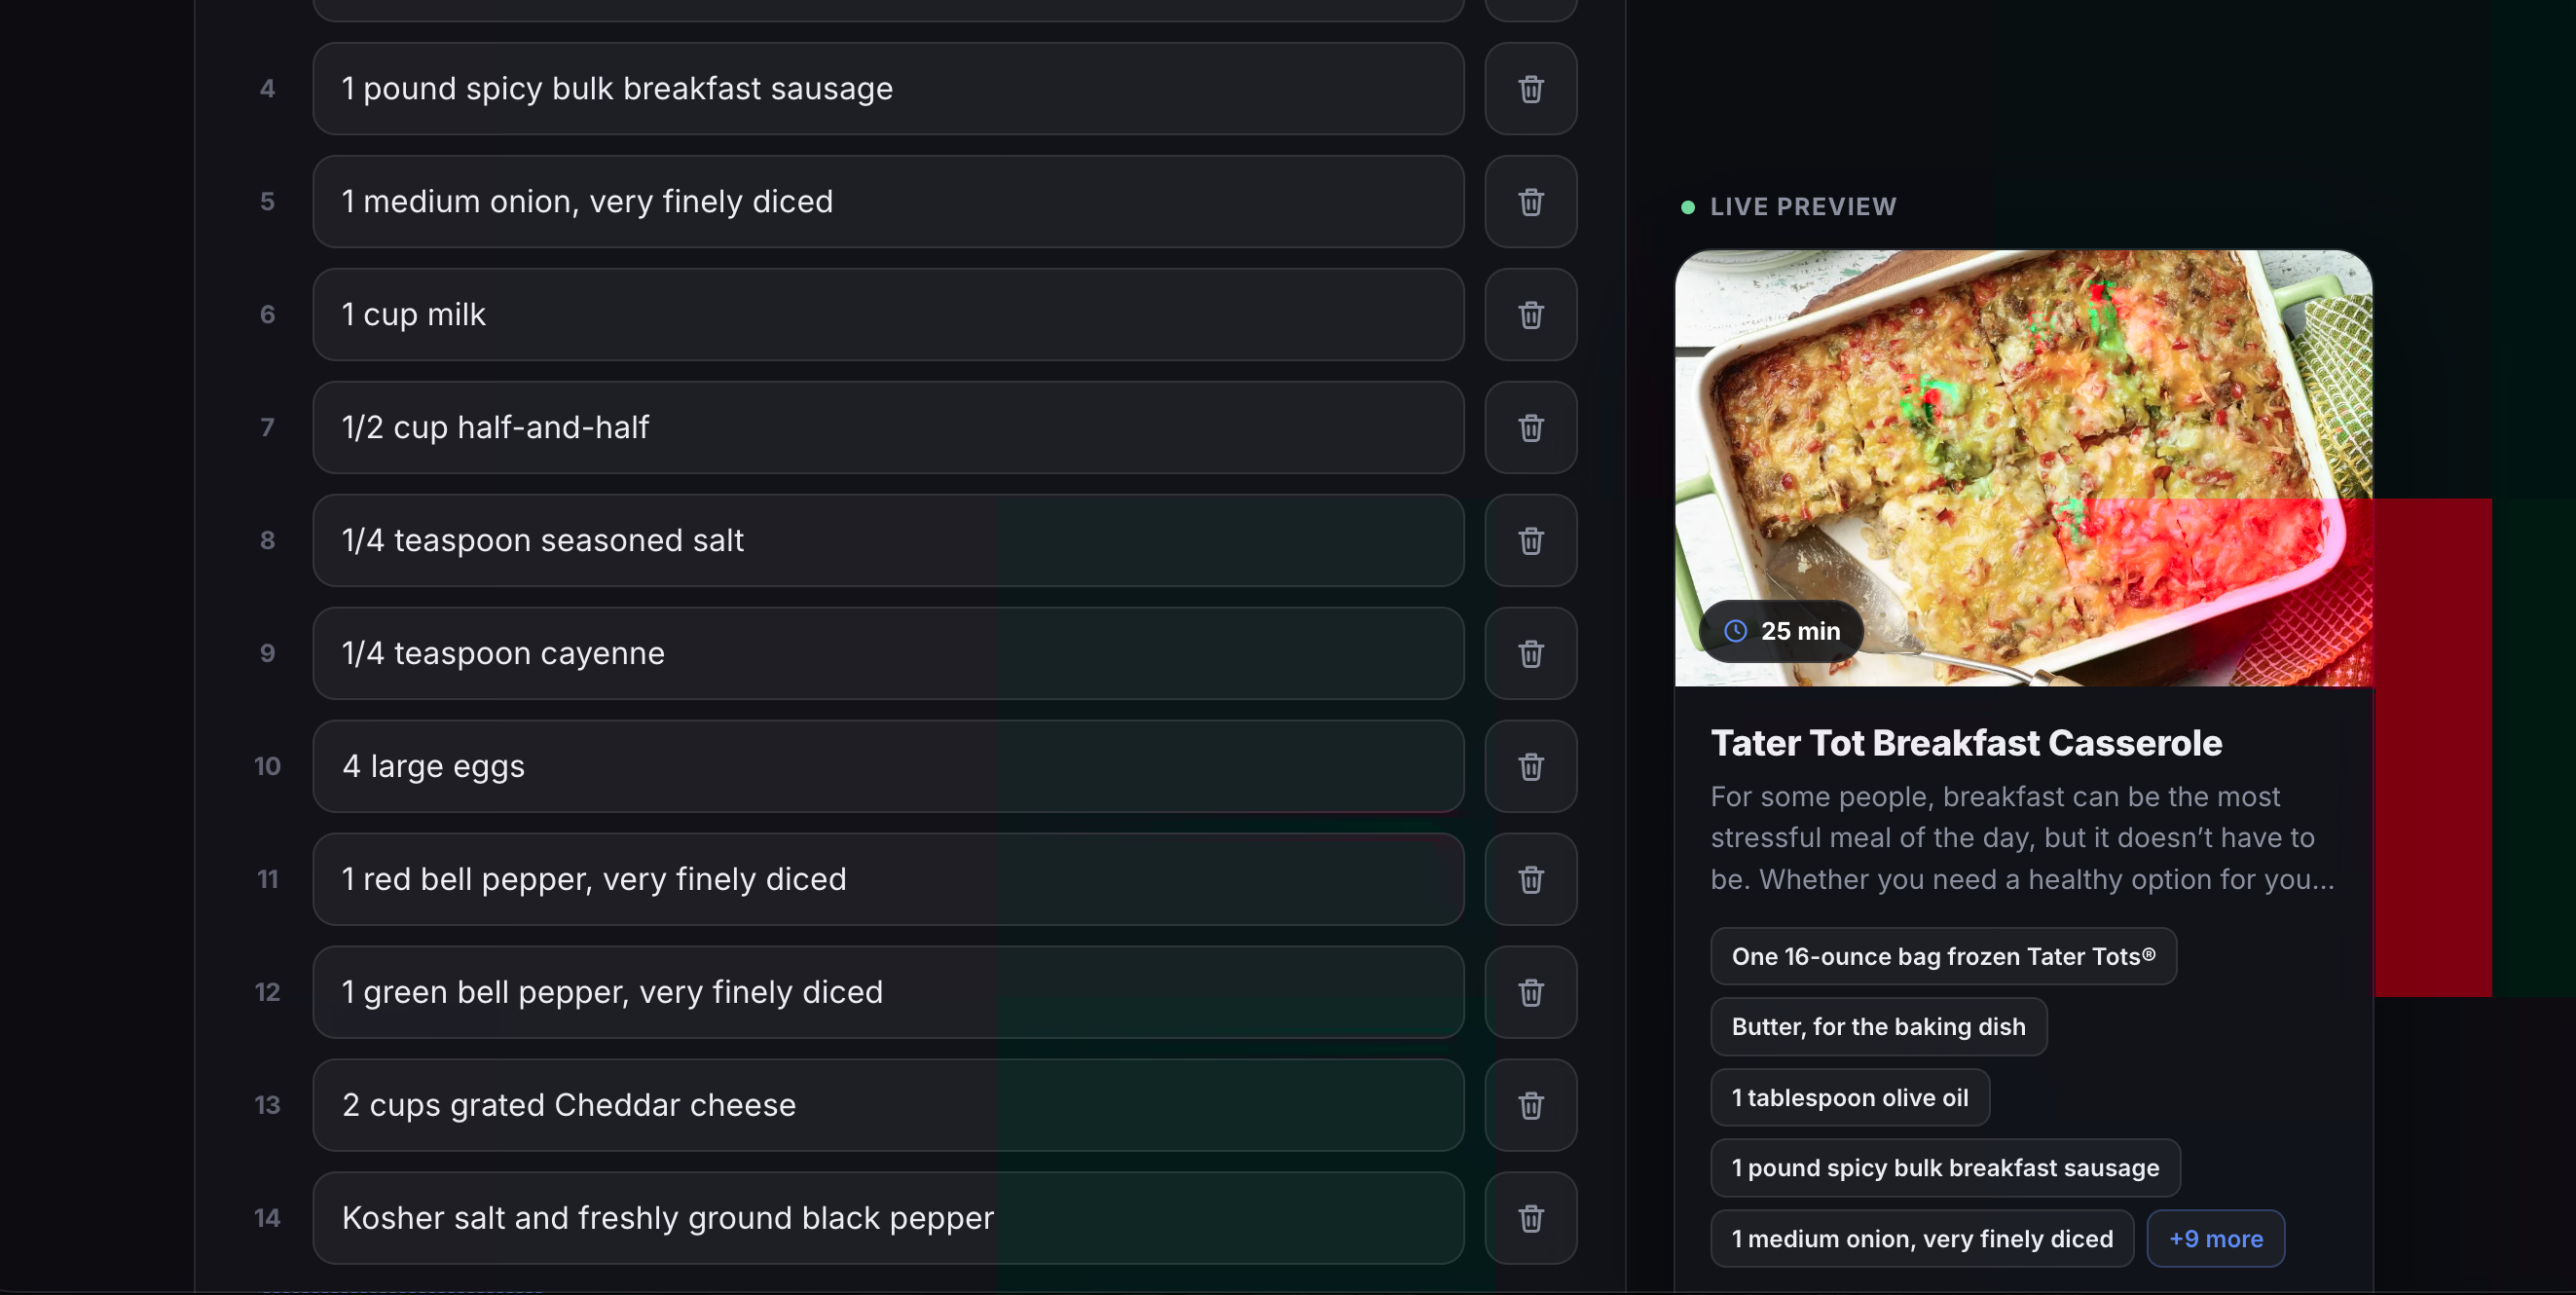 4
1 pound spicy bulk breakfast sausage
5
1 medium onion, very finely diced
6
1 cup milk
7
1/2 cup half-and-half
8
1/4 teaspoon seasoned salt
9
1/4 teaspoon cayenne
10
4 large eggs
11
1 red bell pepper, very finely diced
12
1 green bell pepper, very finely diced
13
2 cups grated Cheddar cheese
14
Kosher salt and freshly ground black pepper
LIVE PREVIEW
25 min
Tater Tot Breakfast Casserole
For some people, breakfast can be the most
stressful meal of the day, but it doesn’t have to
be. Whether you need a healthy option for you...
One 16-ounce bag frozen Tater Tots®
Butter, for the baking dish
1 tablespoon olive oil
1 pound spicy bulk breakfast sausage
1 medium onion, very finely diced
+9 more